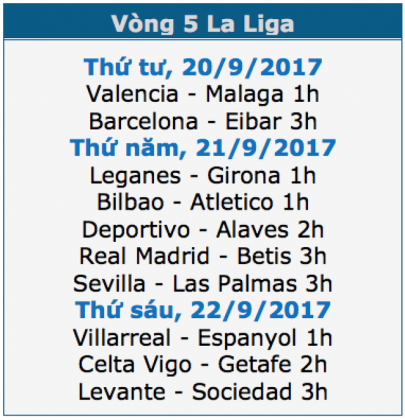 Vòng 5 La Liga
Thứ tư, 20/9/2017
Valencia - Malaga 1h
Barcelona - Eibar 3h
Thứ năm, 21/9/2017
Leganes - Girona 1h
Bilbao - Atletico 1h
Deportivo - Alaves 2h
Real Madrid - Betis 3h
Sevilla - Las Palmas 3h
Thứ sáu, 22/9/2017
Villarreal - Espanyol 1h
Celta Vigo - Getafe 2h
Levante - Sociedad 3h